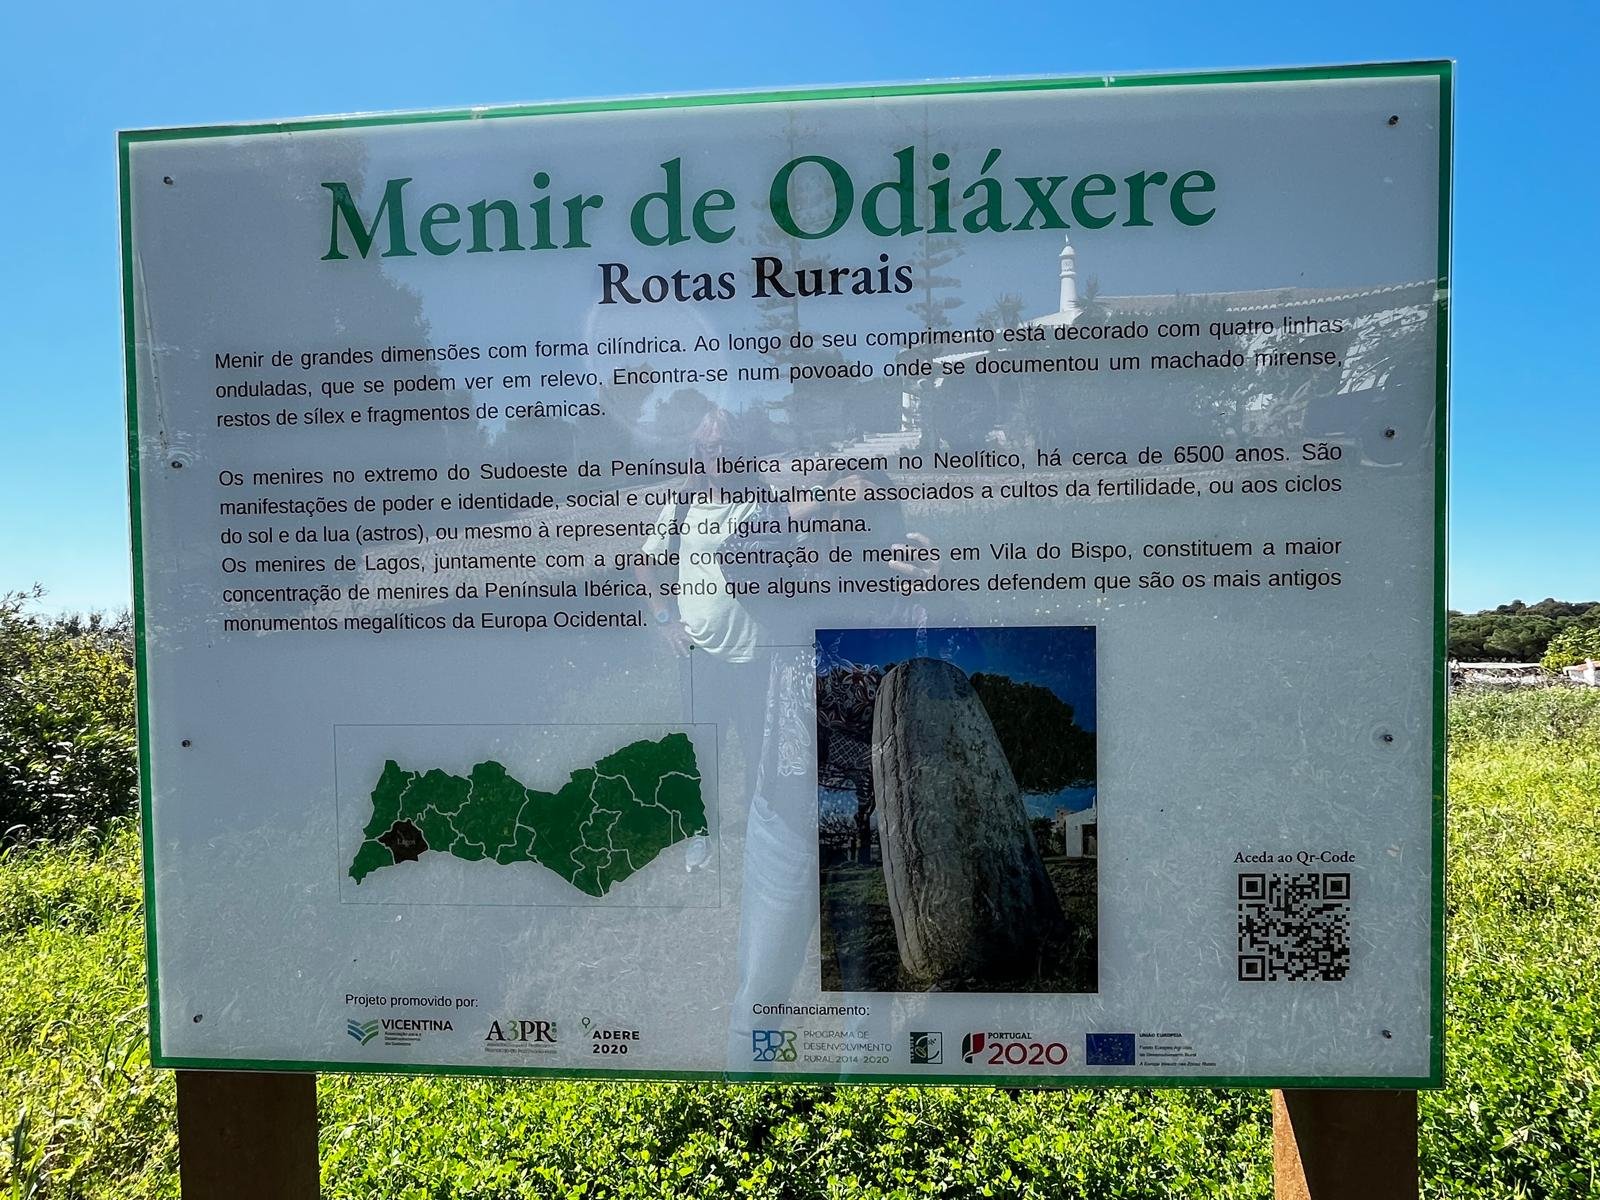 Menir de Odiáxere
Rotas Rurais
Menir de grandes dimensões com forma cilíndrica. Ao longo do seu comprimento está decorado com quatro linhas
onduladas, que se podem ver em relevo. Encontra-se num povoado onde se documentou um machado mirense,
restos de sílex e fragmentos de cerâmicas.
Os menires no extremo do Sudoeste da Península Ibérica aparecem no Neolítico, há cerca de 6500 anos. São
manifestações de poder e identidade, social e cultural habitualmente associados a cultos da fertilidade, ou aos ciclos
do sol e da lua (astros), ou mesmo à representação da figura humana.
Os menires de Lagos, juntamente com a grande concentração de menires em Vila do Bispo, constituem a maior
concentração de menires da Península Ibérica, sendo que alguns investigadores defendem que são os mais antigos
monumentos megalíticos da Europa Ocidental.
Lagos
Aceda ao Qr-Code
Projeto promovido por:
VICENTINA
A3PR
ADERE
2020
Confinanciamento:
PDR
2020
PROGRAMA DE
DESENVOLVIMENTO
RURAL 2014-2020
PORTUGAL
2020
UNIÃO EUROPEIA